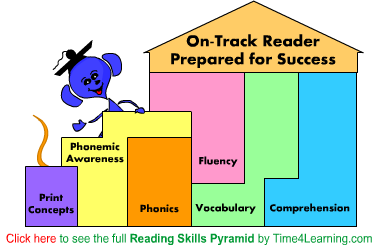 On-Track Reader
Prepared for Success
Phonemic
Awareness
Fluency
Print
Concepts
Phonics
Vocabulary
Comprehension
Click here to see the full Reading Skills Pyramid by Time4Learning.com